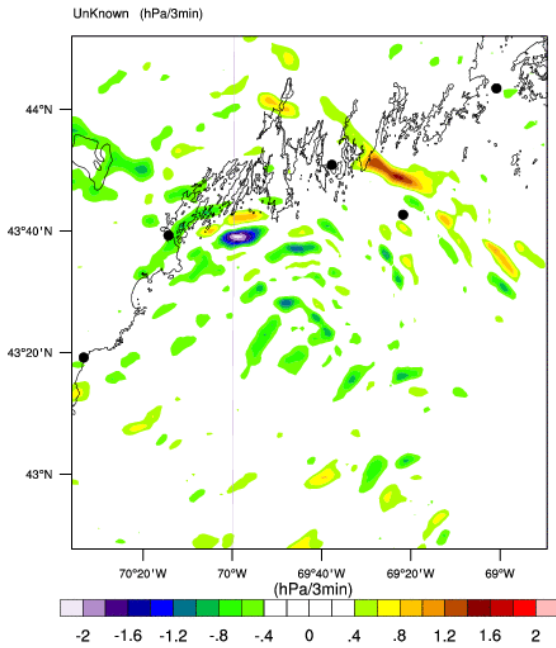 UnKnown (hPa/3min)
44°N
43°40'N
43°20'N
43°N
70°20'W 70°W 69°40'W 69°20'W 69°W
(hPa/3min)
-2 -1.6 -1.2 -.8 -.4 0 .4 .8 1.2 1.6 2